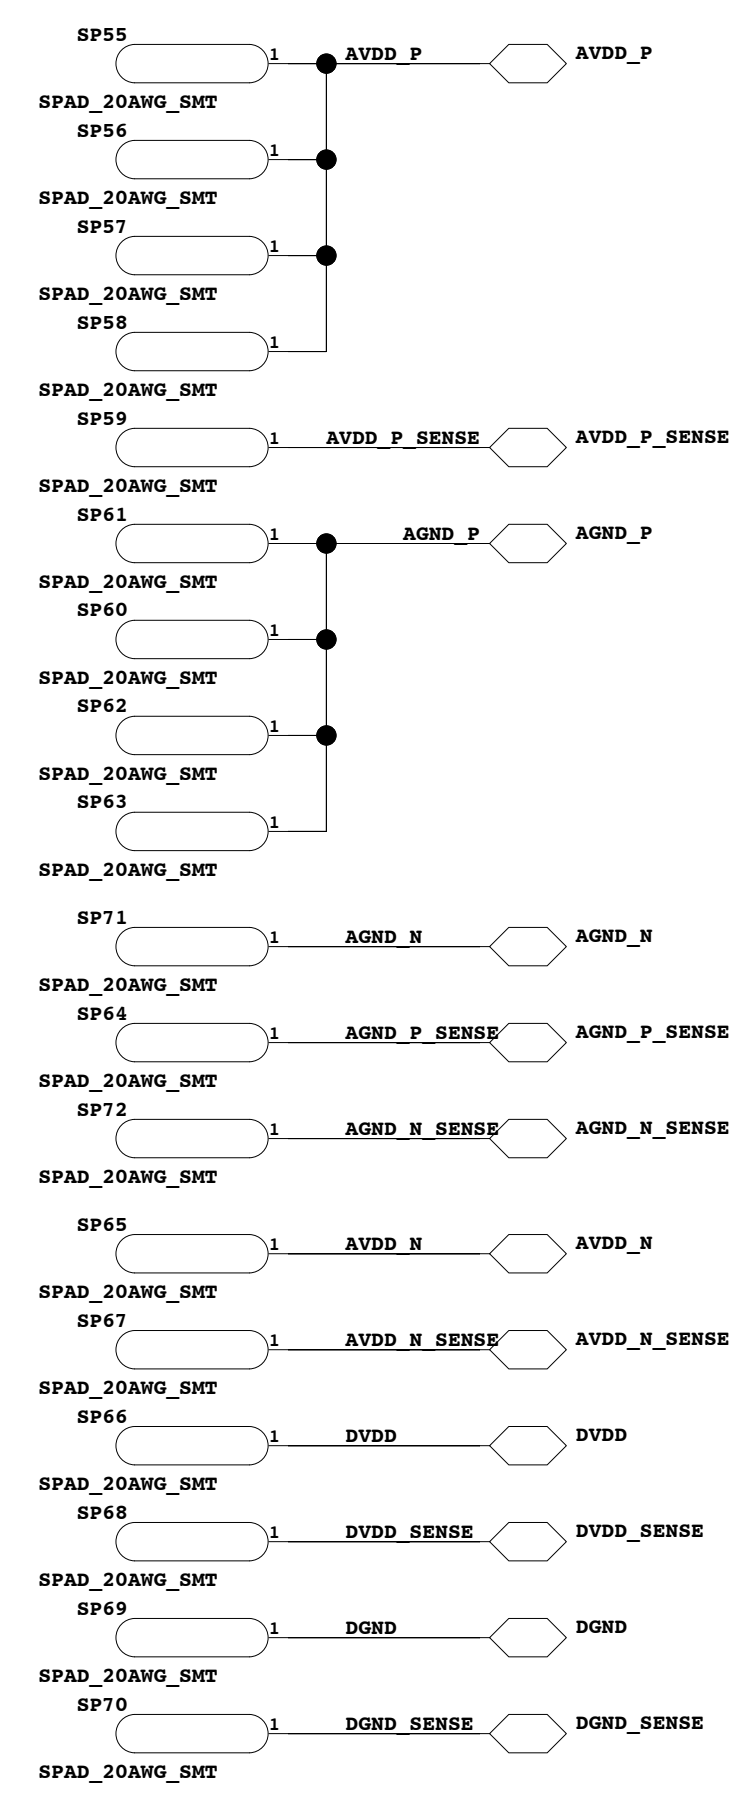 SP55
1 AVDD_P AVDD_P
SPAD_20AWG_SMT
SP56
1
SPAD_20AWG_SMT
SP57
1
SPAD_20AWG_SMT
SP58
1
SPAD_20AWG_SMT
SP59
1 AVDD_P_SENSE AVDD_P_SENSE
SPAD_20AWG_SMT
SP61
1 AGND_P AGND_P
SPAD_20AWG_SMT
SP60
1
SPAD_20AWG_SMT
SP62
1
SPAD_20AWG_SMT
SP63
1
SPAD_20AWG_SMT
SP71
1 AGND_N AGND_N
SPAD_20AWG_SMT
SP64
1 AGND_P_SENSE AGND_P_SENSE
SPAD_20AWG_SMT
SP72
1 AGND_N_SENSE AGND_N_SENSE
SPAD_20AWG_SMT
SP65
1 AVDD_N AVDD_N
SPAD_20AWG_SMT
SP67
1 AVDD_N_SENSE AVDD_N_SENSE
SPAD_20AWG_SMT
SP66
1 DVDD DVDD
SPAD_20AWG_SMT
SP68
1 DVDD_SENSE DVDD_SENSE
SPAD_20AWG_SMT
SP69
1 DGND DGND
SPAD_20AWG_SMT
SP70
1 DGND_SENSE DGND_SENSE
SPAD_20AWG_SMT